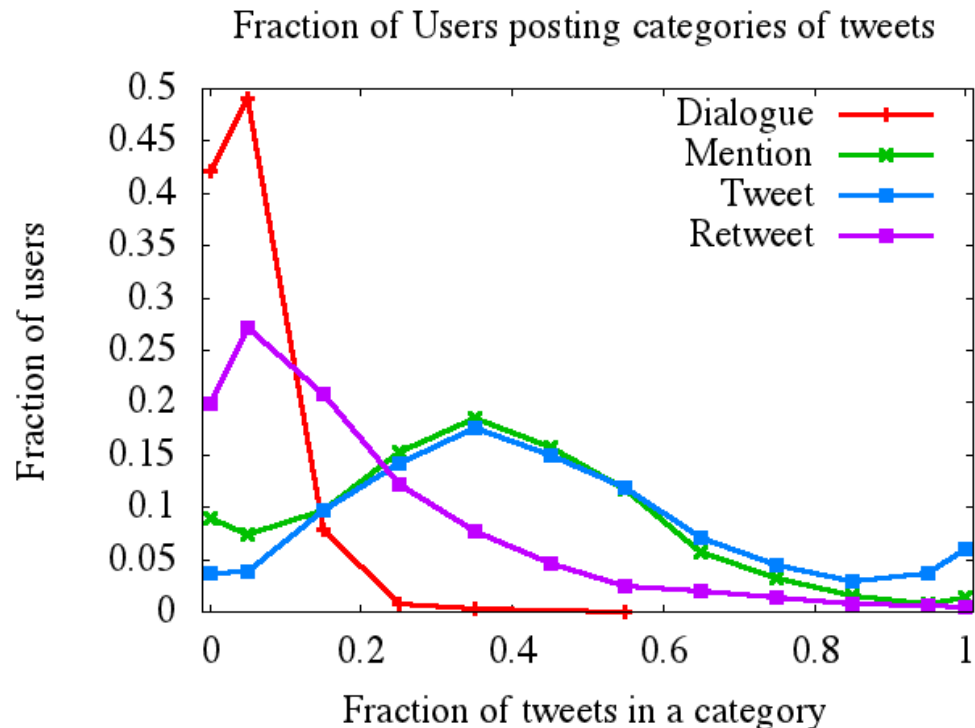 Fraction of Users posting categories of tweets
0.5
0.45
0.4
0.35
0.3
0.25
0.2
0.15
0.1
0.05
0
Fraction of users
Dialogue
Mention
Tweet
Retweet
0 0.2 0.4 0.6 0.8 1
Fraction of tweets in a category